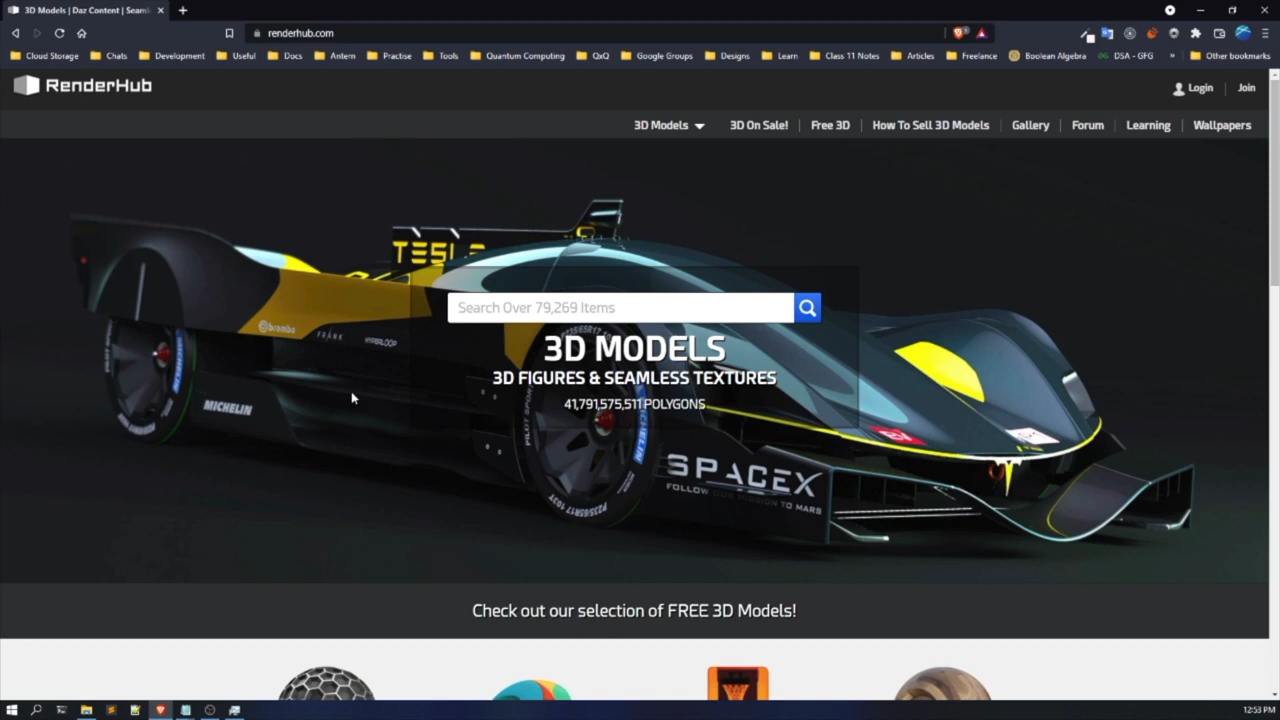 3D Models | Daz Content | Seaml
renderhub.com
Cloud Storage
Chats
Development
Useful
Docs
Antern
Practise
Tools
Quantum Computing
QxQ
Google Groups
Designs
Learn
Class 11 Notes
Articles
Freelance
Boolean Algebra
DSA - GFG
»
Other bookmarks
RenderHub
Login
Join
3D Models
3D On Sale!
Free 3D
How To Sell 3D Models
Gallery
Forum
Learning
Wallpapers
TESLA
Search Over 79,269 Items
3D MODELS
3D FIGURES & SEAMLESS TEXTURES
41,791,575,511 POLYGONS
brembo
FRANK
HYPERLOOP
MICHELIN
P235/65R17 103T
SPACEX
FOLLOW OUR MISSION TO MARS
Check out our selection of FREE 3D Models!
12:53 PM